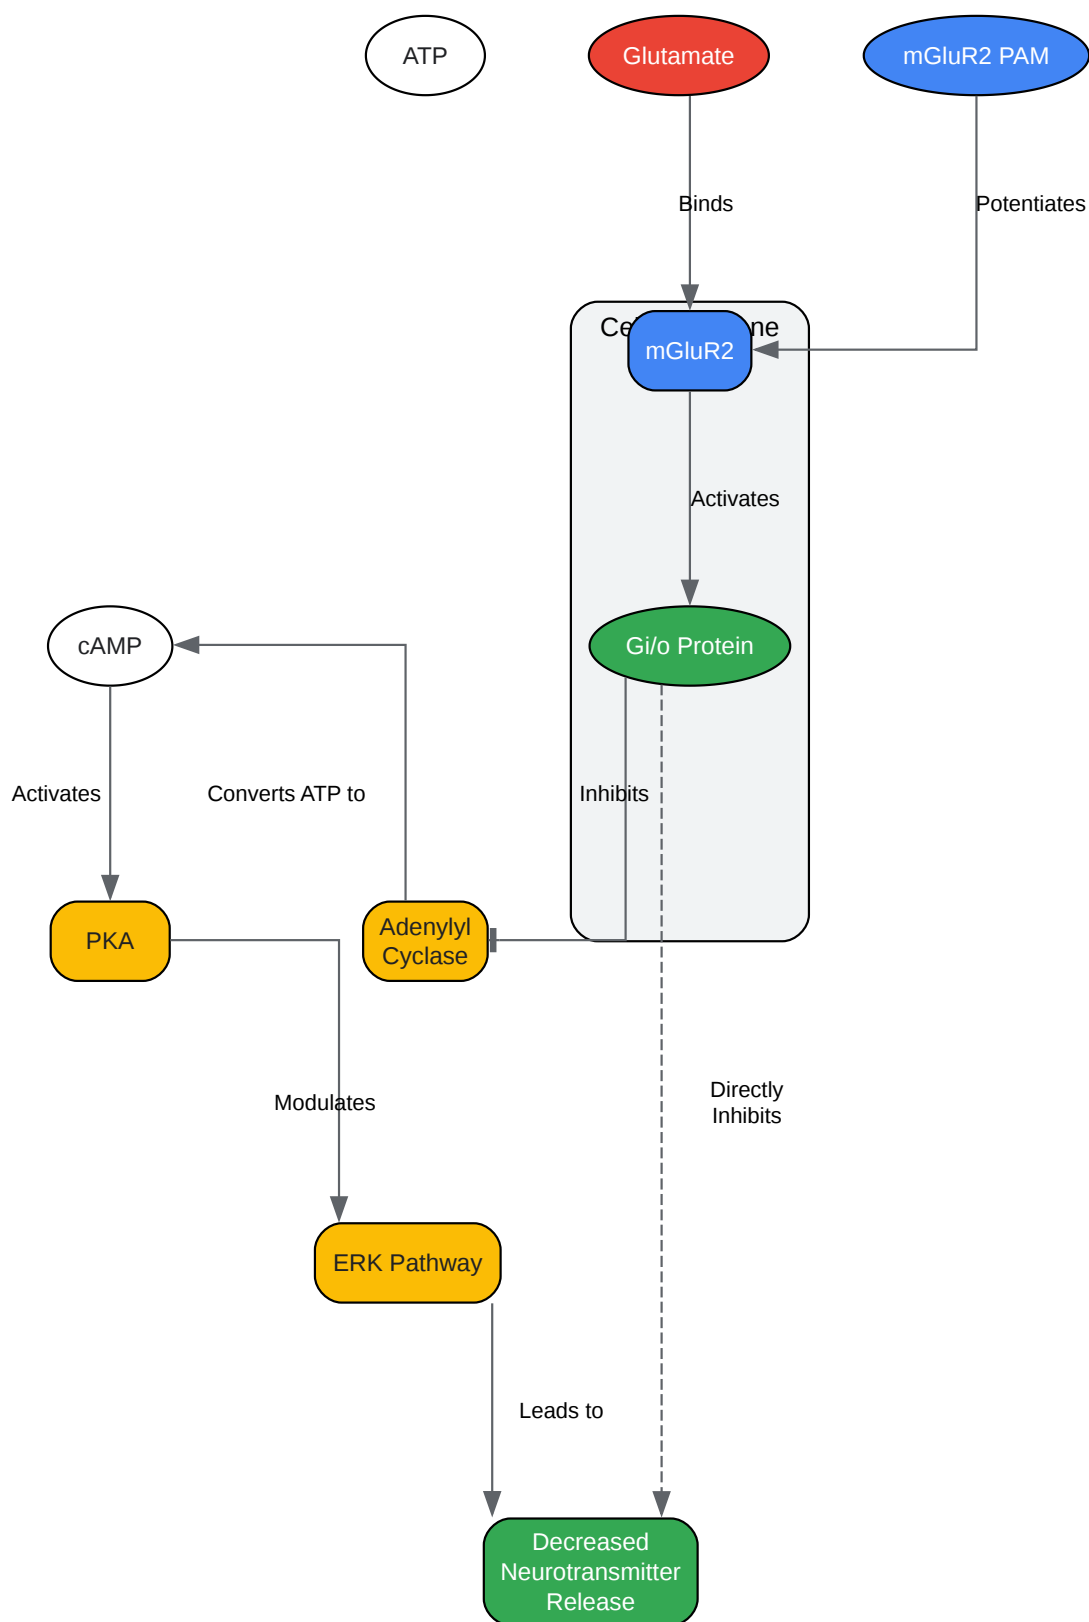 ATP
Glutamate
mGluR2 PAM
Binds
Potentiates
mGluR2
Activates
cAMP
Gi/o Protein
Activates
Converts ATP to
Inhibits
PKA
Adenylyl
Cyclase
Modulates
Directly
Inhibits
ERK Pathway
Leads to
Decreased
Neurotransmitter
Release